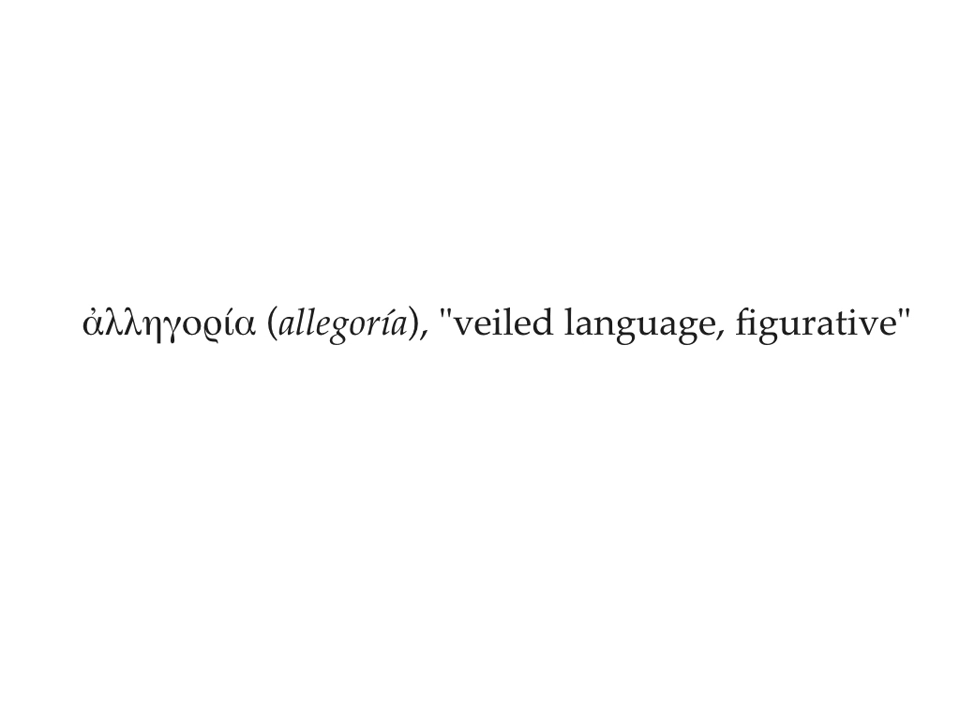 ἀλληγορία (allegoría), "veiled language, figurative"